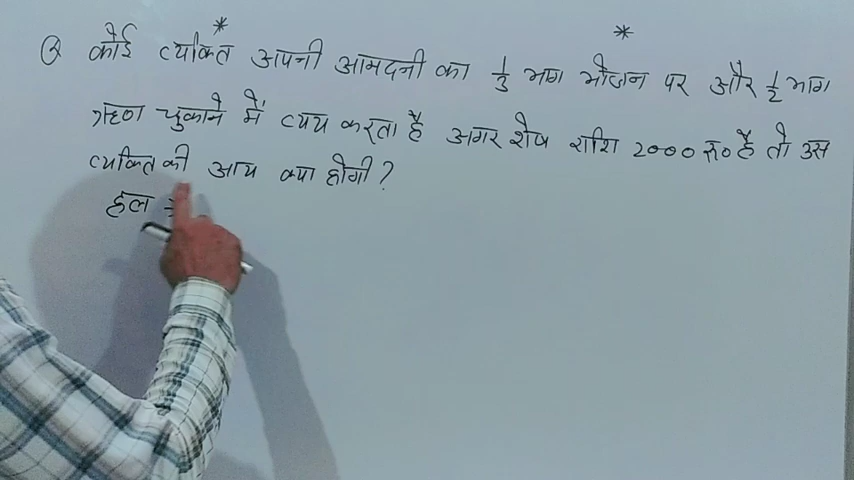 Q कोई व्यक्ति अपनी आमदनी का 1/3 भाग भोजन पर और 1/2 भाग
ऋण चुकाने में व्यय करता है अगर शेष राशि 2000 रु० है तो उस
व्यक्ति की आय क्या होगी?
हल